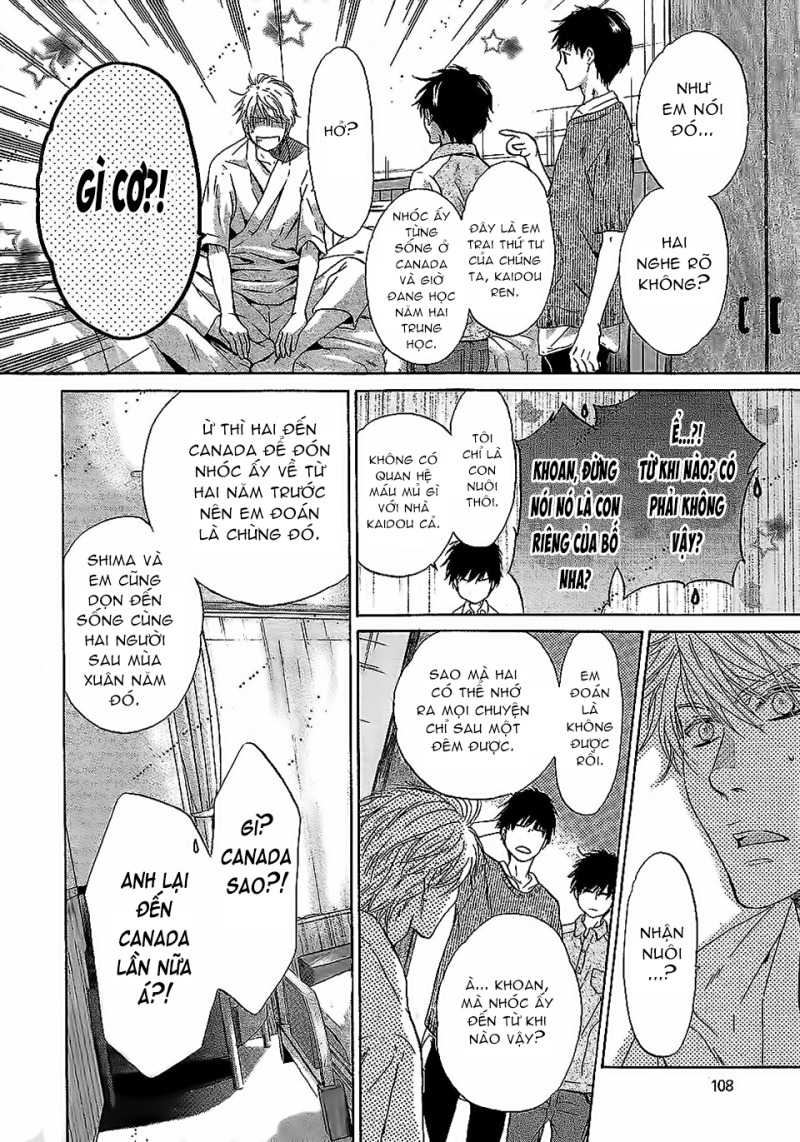 NHƯ
EM NÓI
ĐÓ...
HAI
NGHE RÕ
KHÔNG?
ĐÂY LÀ EM
TRAI THỨ TƯ
CỦA CHÚNG
TA, KAIDOU
REN.
NHÓC ẤY
TỪNG
SỐNG Ở
CANADA
VÀ GIỜ
ĐANG HỌC
NĂM HAI
TRUNG
HỌC.
HỞ?
GÌ CƠ?!
Ể...?!
TỪ KHI NÀO? CÓ
PHẢI KHÔNG
VẬY?
KHOAN, ĐỪNG
NÓI NÓ LÀ CON
RIÊNG CỦA BỐ
NHA?
TÔI
CHỈ LÀ
CON
NUÔI
THÔI.
KHÔNG CÓ
QUAN HỆ
MÁU MỦ GÌ
VỚI NHÀ
KAIDOU CẢ.
NHẬN
NUÔI
...?
EM
ĐOÁN
LÀ
KHÔNG
ĐƯỢC
RỒI.
SAO MÀ HAI
CÓ THỂ NHỚ
RA MỌI CHUYỆN
CHỈ SAU MỘT
ĐÊM ĐƯỢC.
À... KHOAN,
MÀ NHÓC ẤY
ĐẾN TỪ KHI
NÀO VẬY?
Ừ THÌ HAI ĐẾN
CANADA ĐỂ ĐÓN
NHÓC ẤY VỀ TỪ
HAI NĂM TRƯỚC
NÊN EM ĐOÁN
LÀ CHỪNG ĐÓ.
SHIMA VÀ
EM CŨNG
DỌN ĐẾN
SỐNG CÙNG
HAI NGƯỜI
SAU MÙA
XUÂN NĂM
ĐÓ.
GÌ?
CANADA
SAO?!
ANH LẠI
ĐẾN
CANADA
LẦN NỮA
Á?!
108